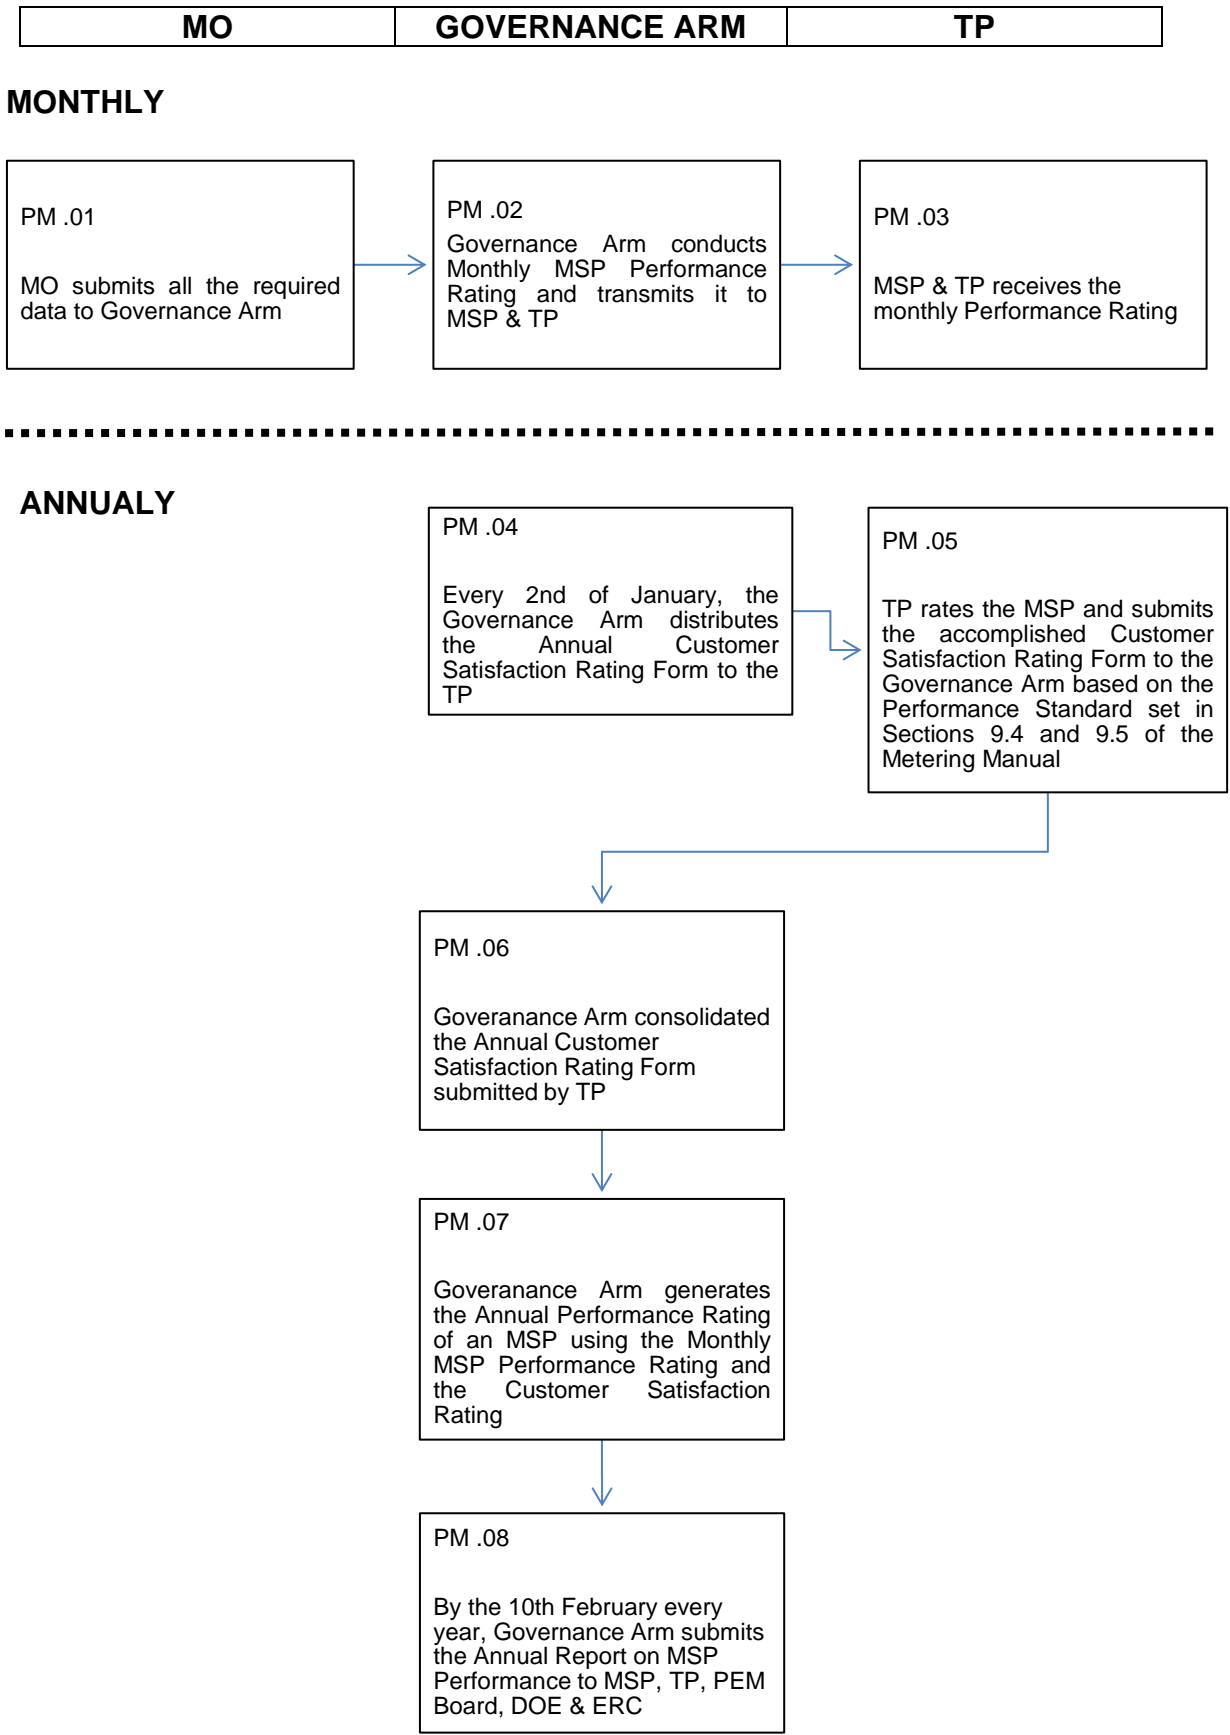 MO GOVERNANCE ARM TP
MONTHLY
PM .01
MO submits all the required
data to Governance Arm
PM .02
Governance Arm conducts
Monthly MSP Performance
Rating and transmits it to
MSP & TP
PM .03
MSP & TP receives the
monthly Performance Rating
ANNUALY
PM .04
Every 2nd of January, the
Governance Arm distributes
the Annual Customer
Satisfaction Rating Form to the
TP
PM .05
TP rates the MSP and submits
the accomplished Customer
Satisfaction Rating Form to the
Governance Arm based on the
Performance Standard set in
Sections 9.4 and 9.5 of the
Metering Manual
PM .06
Goveranance Arm consolidated
the Annual Customer
Satisfaction Rating Form
submitted by TP
PM .07
Goveranance Arm generates
the Annual Performance Rating
of an MSP using the Monthly
MSP Performance Rating and
the Customer Satisfaction
Rating
PM .08
By the 10th February every
year, Governance Arm submits
the Annual Report on MSP
Performance to MSP, TP, PEM
Board, DOE & ERC